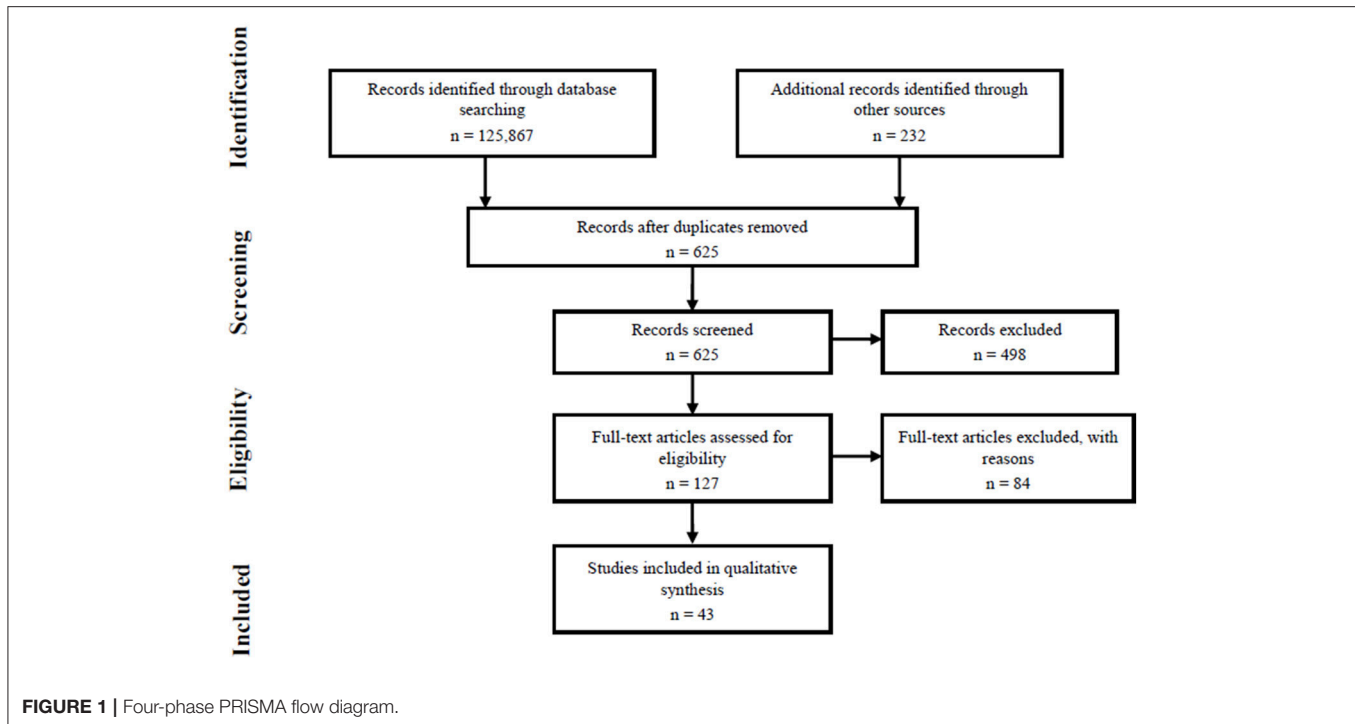 Identification
Records identified through database
searching
n = 125,867
Additional records identified through
other sources
n = 232
Screening
Records after duplicates removed
n = 625
Records screened
n = 625
Records excluded
n = 498
Eligibility
Full-text articles assessed for
eligibility
n = 127
Full-text articles excluded, with
reasons
n = 84
Included
Studies included in qualitative
synthesis
n = 43
FIGURE 1 | Four-phase PRISMA flow diagram.